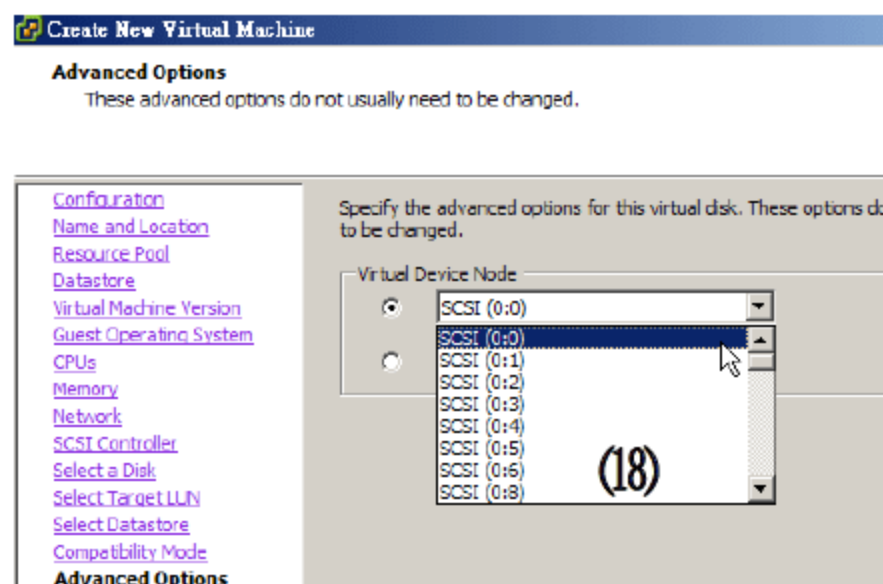 Create New Virtual Machine
Advanced Options
These advanced options do not usually need to be changed.
Configuration
Name and Location
Resource Pool
Datastore
Virtual Machine Version
Guest Operating System
CPUs
Memory
Network
SCSI Controller
Select a Disk
Select Target LUN
Select Datastore
Compatibility Mode
Advanced Options
Specify the advanced options for this virtual disk. These options do
to be changed.
Virtual Device Node
SCSI (0:0)
SCSI (0:0)
SCSI (0:1)
SCSI (0:2)
SCSI (0:3)
SCSI (0:4)
SCSI (0:5)
SCSI (0:6)
SCSI (0:8)
(18)